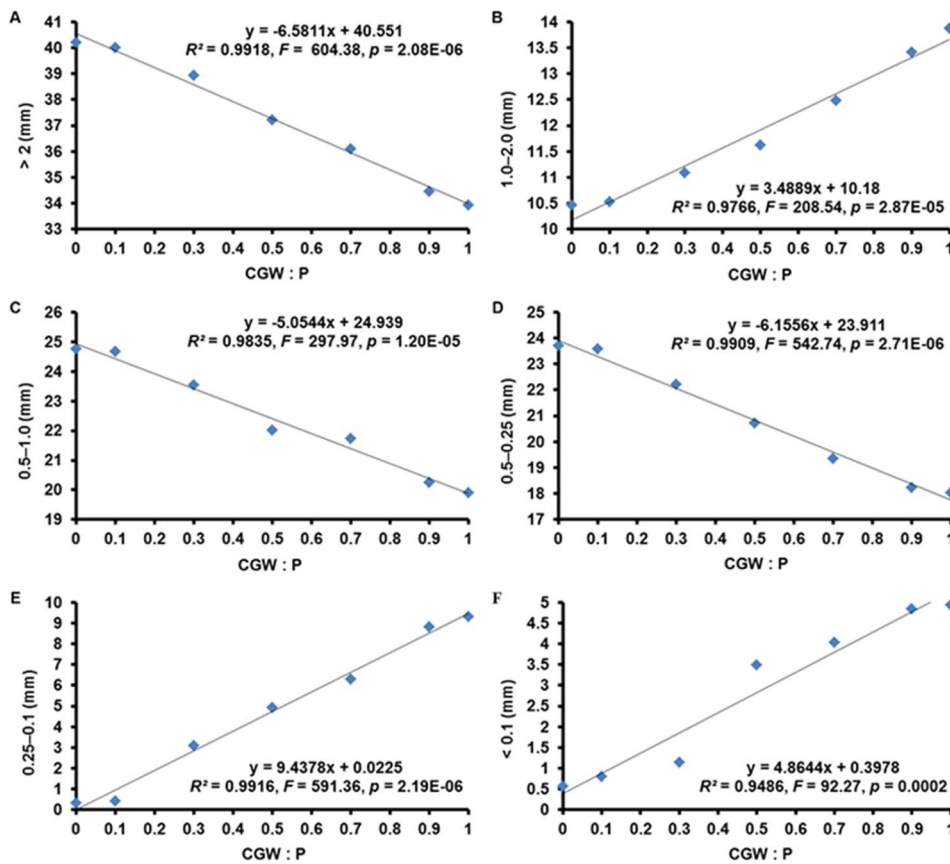 A
y = -6.5811x + 40.551
R² = 0.9918, F = 604.38, p = 2.08E-06
> 2 (mm)
41
40
39
38
37
36
35
34
33
0 0.1 0.2 0.3 0.4 0.5 0.6 0.7 0.8 0.9 1
CGW : P
B
1.0–2.0 (mm)
14
13.5
13
12.5
12
11.5
11
10.5
10
y = 3.4889x + 10.18
R² = 0.9766, F = 208.54, p = 2.87E-05
0 0.1 0.2 0.3 0.4 0.5 0.6 0.7 0.8 0.9 1
CGW : P
C
y = -5.0544x + 24.939
R² = 0.9835, F = 297.97, p = 1.20E-05
0.5–1.0 (mm)
26
25
24
23
22
21
20
19
0 0.1 0.2 0.3 0.4 0.5 0.6 0.7 0.8 0.9 1
CGW : P
D
y = -6.1556x + 23.911
R² = 0.9909, F = 542.74, p = 2.71E-06
0.5–0.25 (mm)
25
24
23
22
21
20
19
18
17
0 0.1 0.2 0.3 0.4 0.5 0.6 0.7 0.8 0.9 1
CGW : P
E
0.25–0.1 (mm)
10
9
8
7
6
5
4
3
2
1
0
y = 9.4378x + 0.0225
R² = 0.9916, F = 591.36, p = 2.19E-06
0 0.1 0.2 0.3 0.4 0.5 0.6 0.7 0.8 0.9 1
CGW : P
F
< 0.1 (mm)
5
4.5
4
3.5
3
2.5
2
1.5
1
0.5
0
y = 4.8644x + 0.3978
R² = 0.9486, F = 92.27, p = 0.0002
0 0.1 0.2 0.3 0.4 0.5 0.6 0.7 0.8 0.9 1
CGW : P